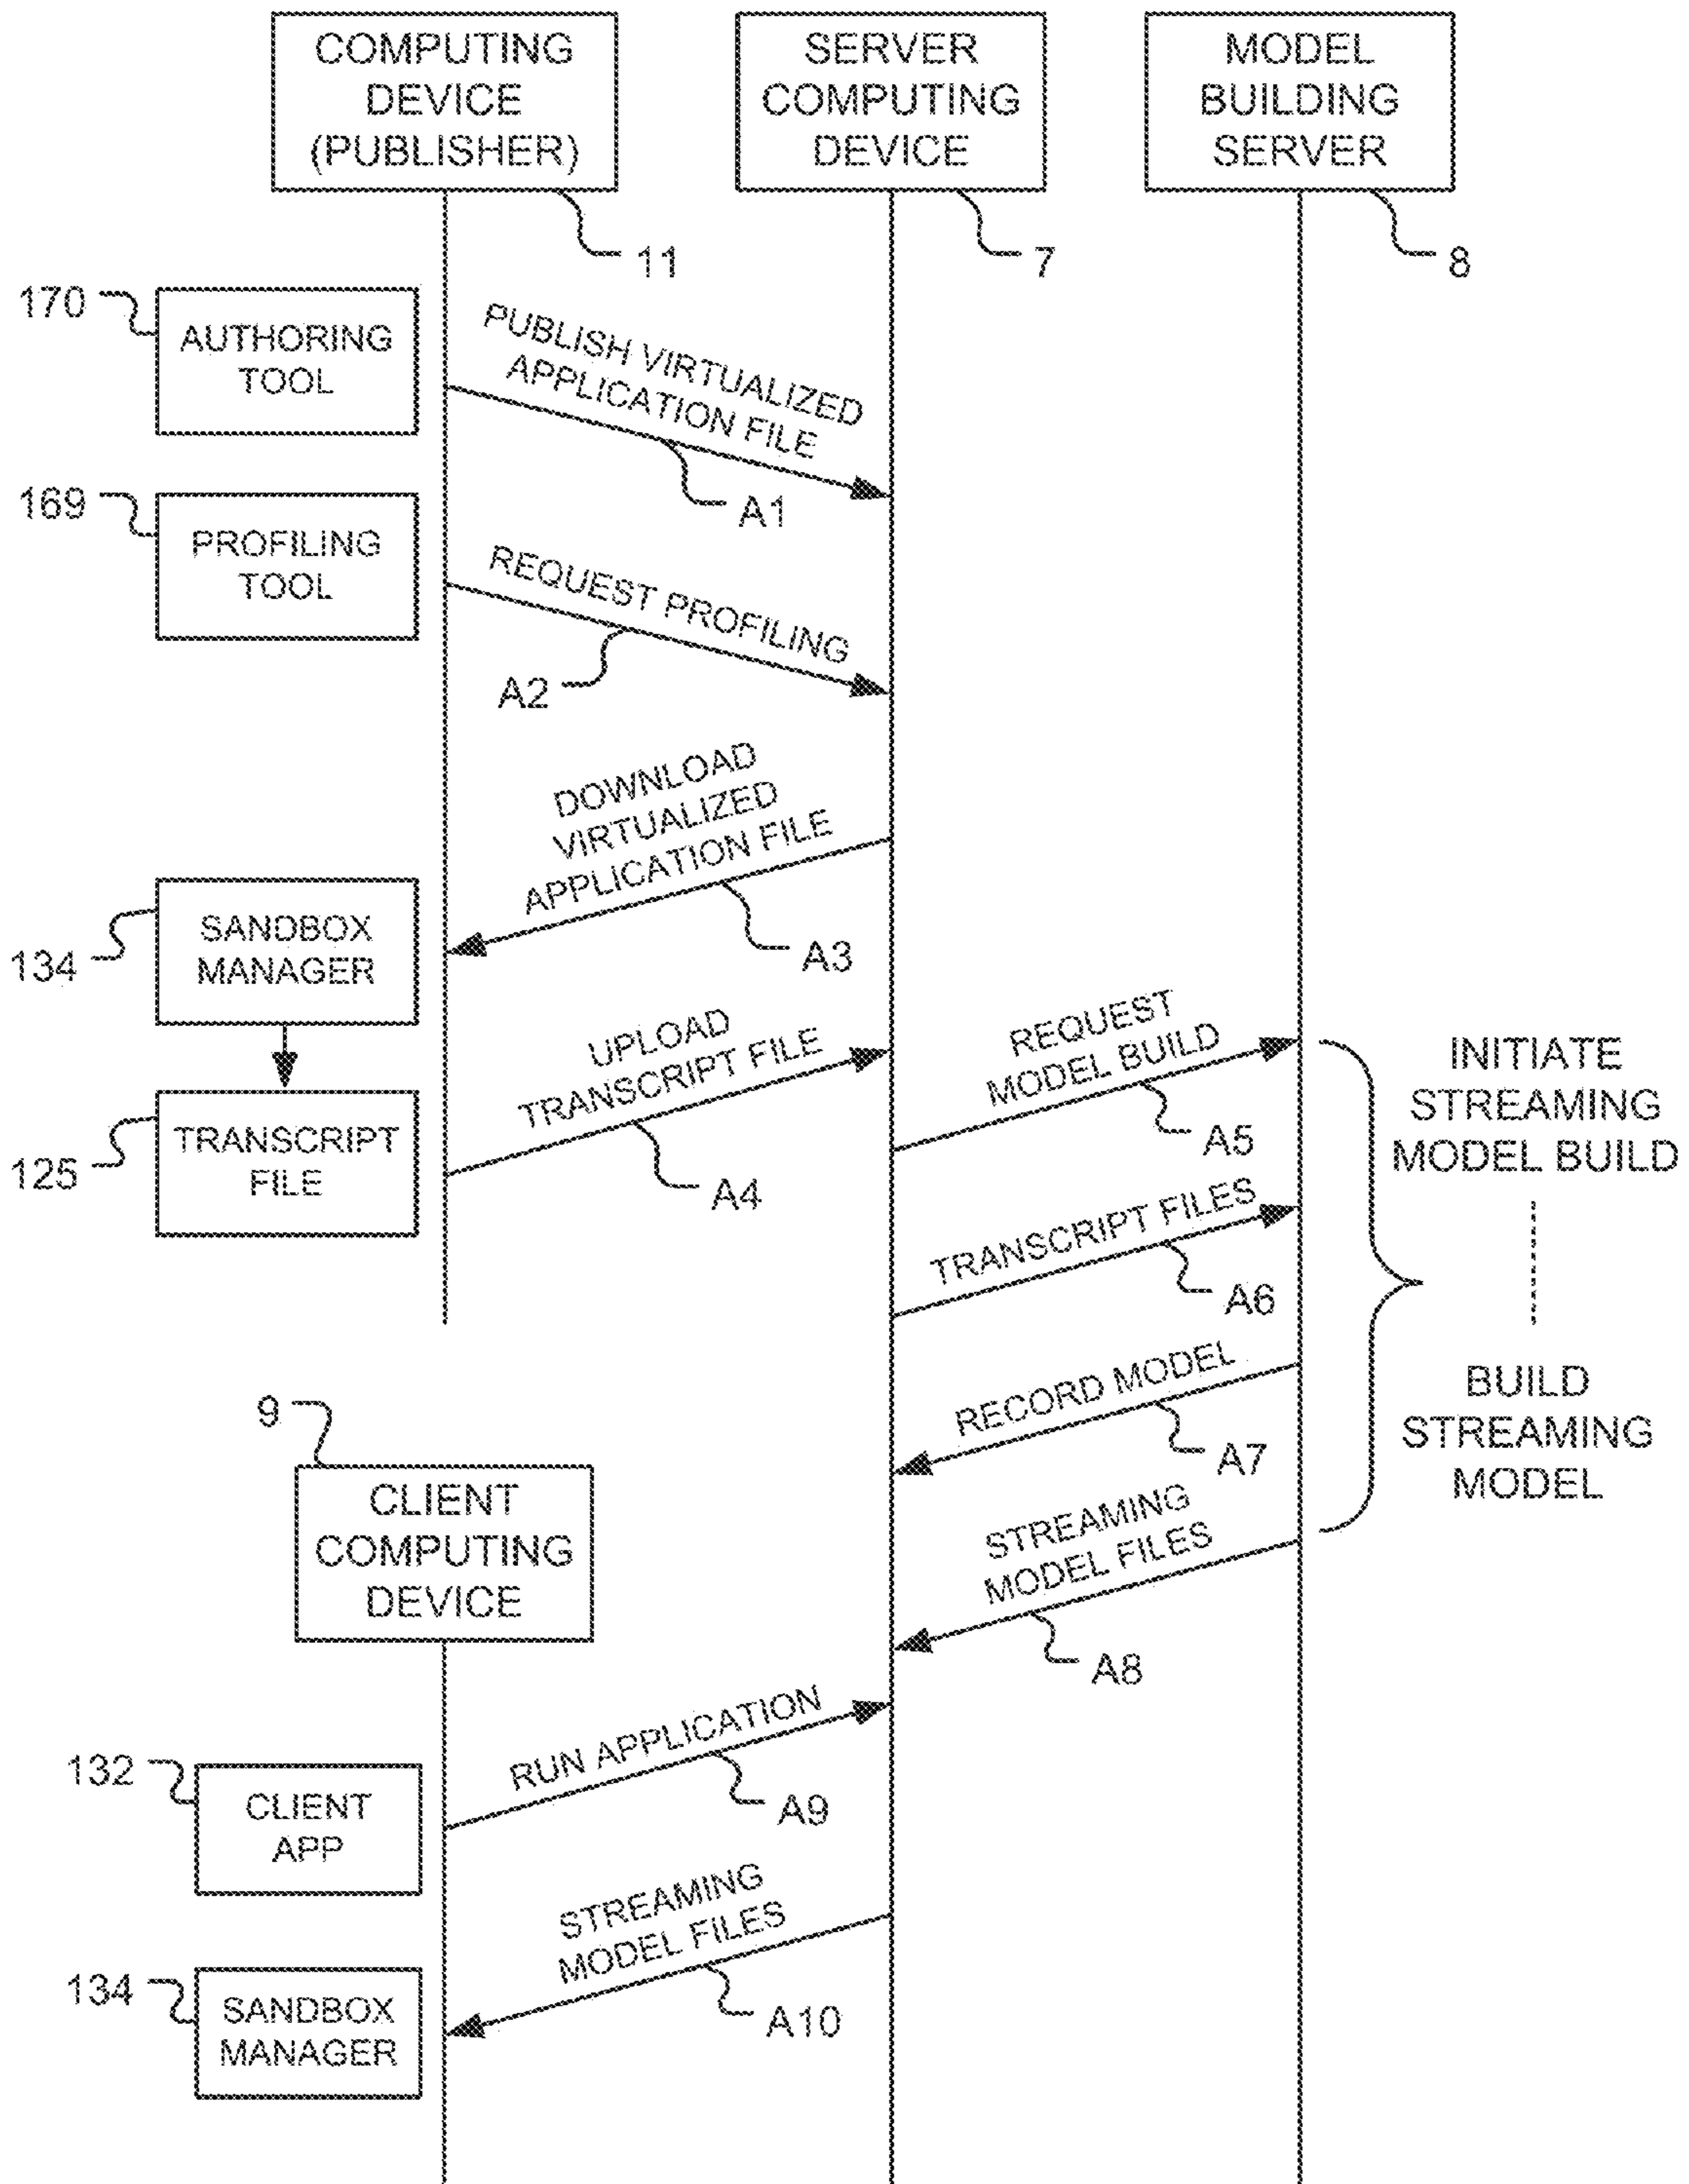 COMPUTING
DEVICE
(PUBLISHER)
SERVER
COMPUTING
DEVICE
MODEL
BUILDING
SERVER
11
7
8
170
AUTHORING
TOOL
PUBLISH VIRTUALIZED
APPLICATION FILE
A1
169
PROFILING
TOOL
REQUEST PROFILING
A2
DOWNLOAD
VIRTUALIZED
APPLICATION FILE
A3
134
SANDBOX
MANAGER
UPLOAD
TRANSCRIPT FILE
A4
125
TRANSCRIPT
FILE
REQUEST
MODEL BUILD
A5
INITIATE
STREAMING
MODEL BUILD
TRANSCRIPT FILES
A6
RECORD MODEL
A7
BUILD
STREAMING
MODEL
9
CLIENT
COMPUTING
DEVICE
STREAMING
MODEL FILES
A8
RUN APPLICATION
A9
132
CLIENT
APP
STREAMING
MODEL FILES
A10
134
SANDBOX
MANAGER